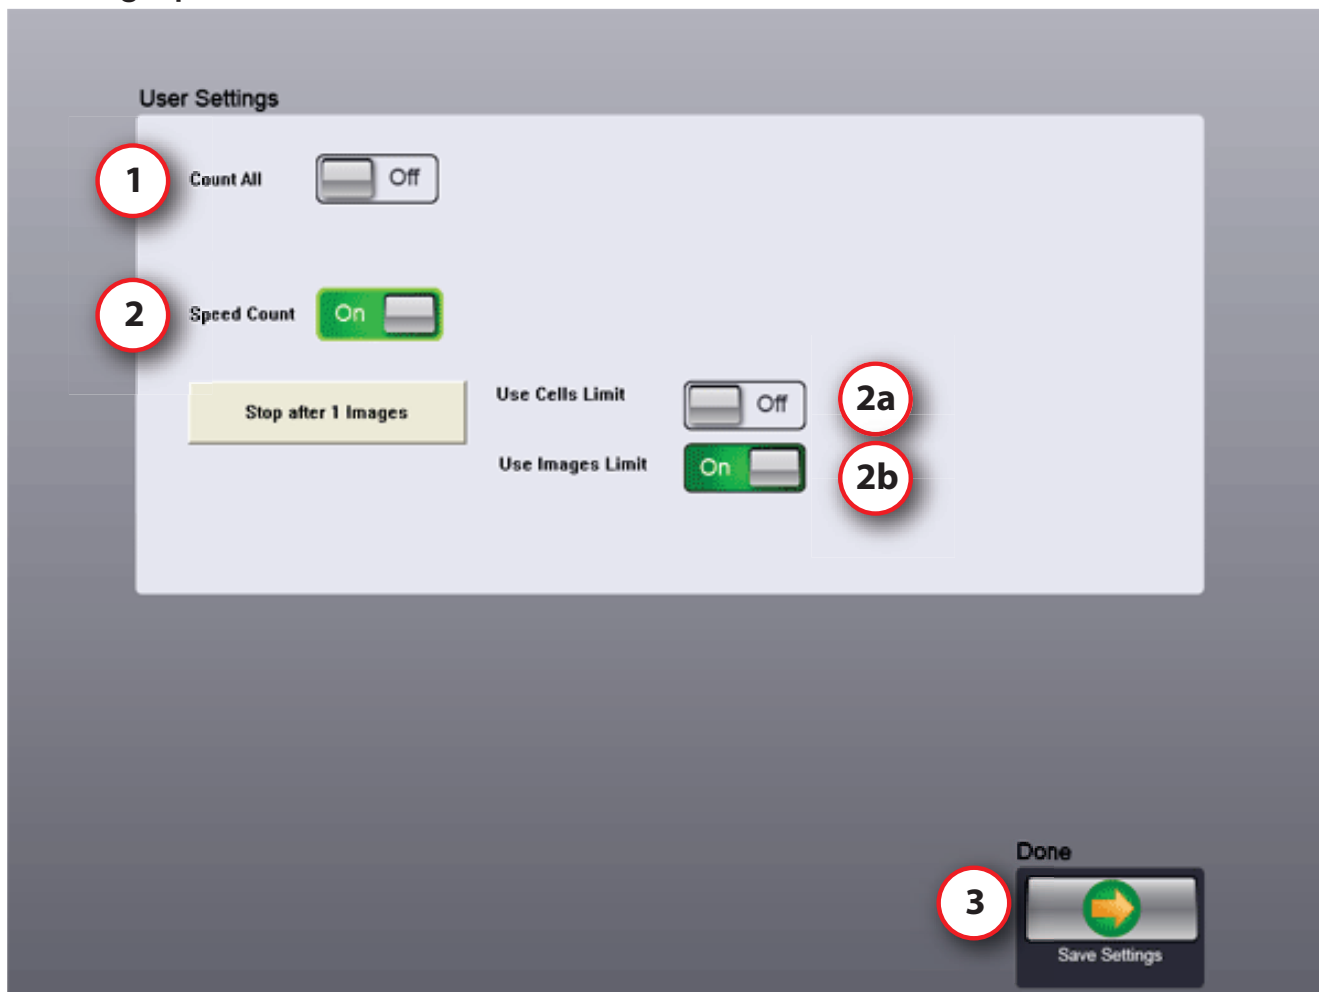 User Settings
1 Count All Off
2 Speed Count On
Stop after 1 Images
Use Cells Limit Off 2a
Use Images Limit On 2b
Done
3
Save Settings